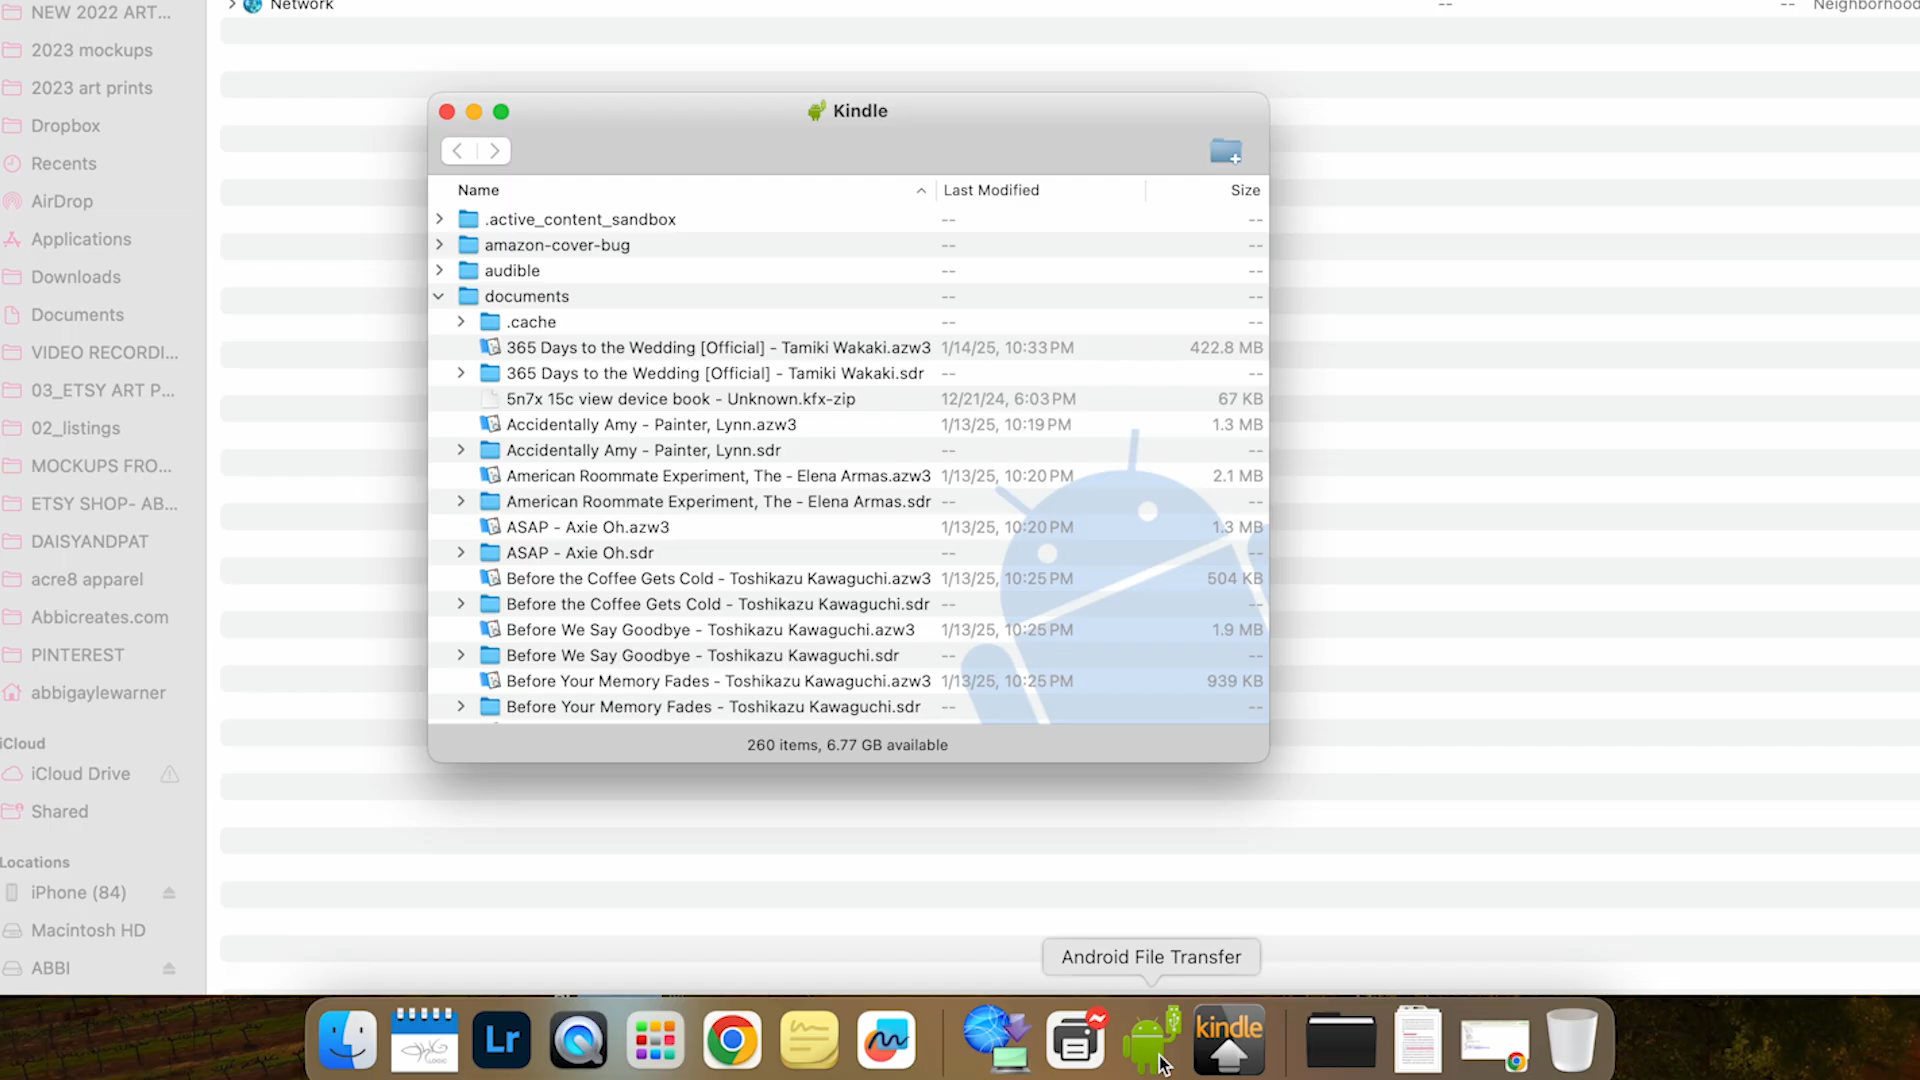 Network
--
--
Neighborhood
NEW 2022 ART...
2023 mockups
2023 art prints
Dropbox
Recents
AirDrop
Applications
Downloads
Documents
VIDEO RECORDI...
03_ETSY ART P...
02_listings
MOCKUPS FRO...
ETSY SHOP- AB...
DAISYANDPAT
acre8 apparel
Abbicreates.com
PINTEREST
abbigaylewarner
iCloud
iCloud Drive
Shared
Locations
iPhone (84)
Macintosh HD
ABBI
Kindle
Name Last Modified Size
.active_content_sandbox -- --
amazon-cover-bug -- --
audible -- --
documents -- --
.cache -- --
365 Days to the Wedding [Official] - Tamiki Wakaki.azw3 1/14/25, 10:33 PM 422.8 MB
365 Days to the Wedding [Official] - Tamiki Wakaki.sdr -- --
5n7x 15c view device book - Unknown.kfx-zip 12/21/24, 6:03 PM 67 KB
Accidentally Amy - Painter, Lynn.azw3 1/13/25, 10:19 PM 1.3 MB
Accidentally Amy - Painter, Lynn.sdr -- --
American Roommate Experiment, The - Elena Armas.azw3 1/13/25, 10:20 PM 2.1 MB
American Roommate Experiment, The - Elena Armas.sdr -- --
ASAP - Axie Oh.azw3 1/13/25, 10:20 PM 1.3 MB
ASAP - Axie Oh.sdr -- --
Before the Coffee Gets Cold - Toshikazu Kawaguchi.azw3 1/13/25, 10:25 PM 504 KB
Before the Coffee Gets Cold - Toshikazu Kawaguchi.sdr -- --
Before We Say Goodbye - Toshikazu Kawaguchi.azw3 1/13/25, 10:25 PM 1.9 MB
Before We Say Goodbye - Toshikazu Kawaguchi.sdr -- --
Before Your Memory Fades - Toshikazu Kawaguchi.azw3 1/13/25, 10:25 PM 939 KB
Before Your Memory Fades - Toshikazu Kawaguchi.sdr -- --
260 items, 6.77 GB available
Android File Transfer
Lr
kindle